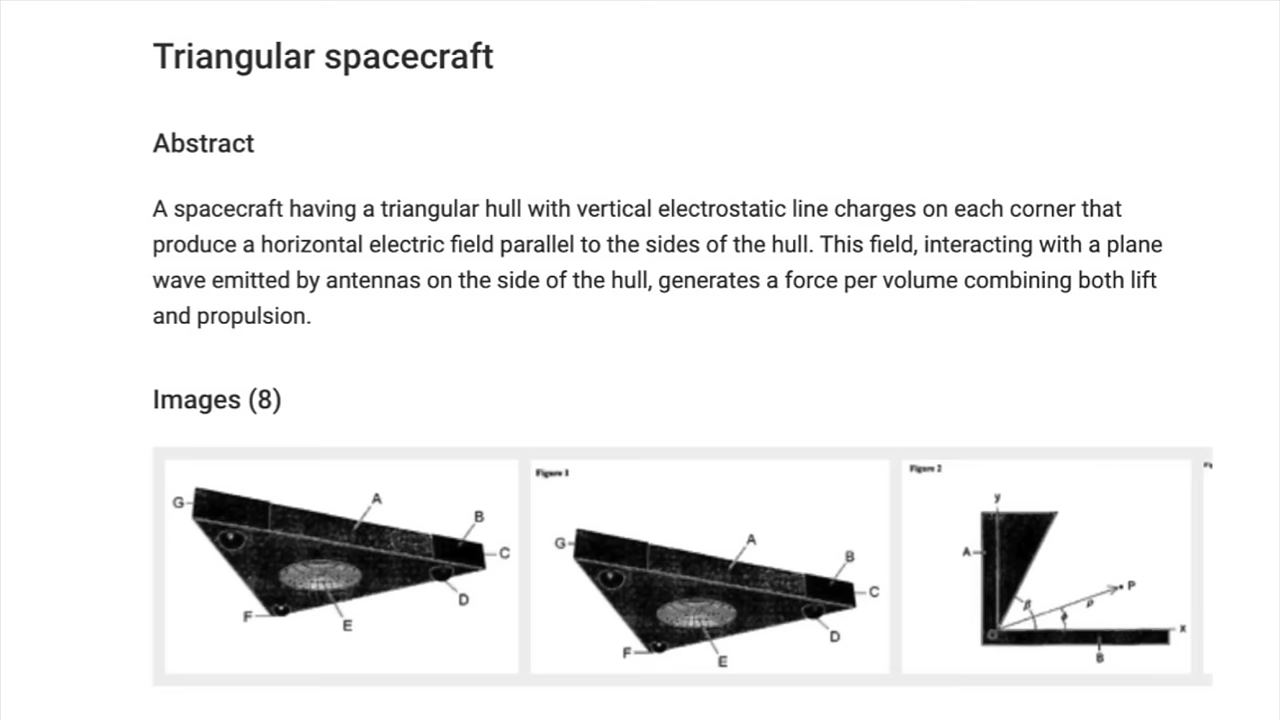 Triangular spacecraft
Abstract
A spacecraft having a triangular hull with vertical electrostatic line charges on each corner that
produce a horizontal electric field parallel to the sides of the hull. This field, interacting with a plane
wave emitted by antennas on the side of the hull, generates a force per volume combining both lift
and propulsion.
Images (8)
G
A
B
C
D
E
F
Figure 1
G
A
B
C
D
E
F
Figure 2
y
A
P
β
ρ
ϕ
x
B